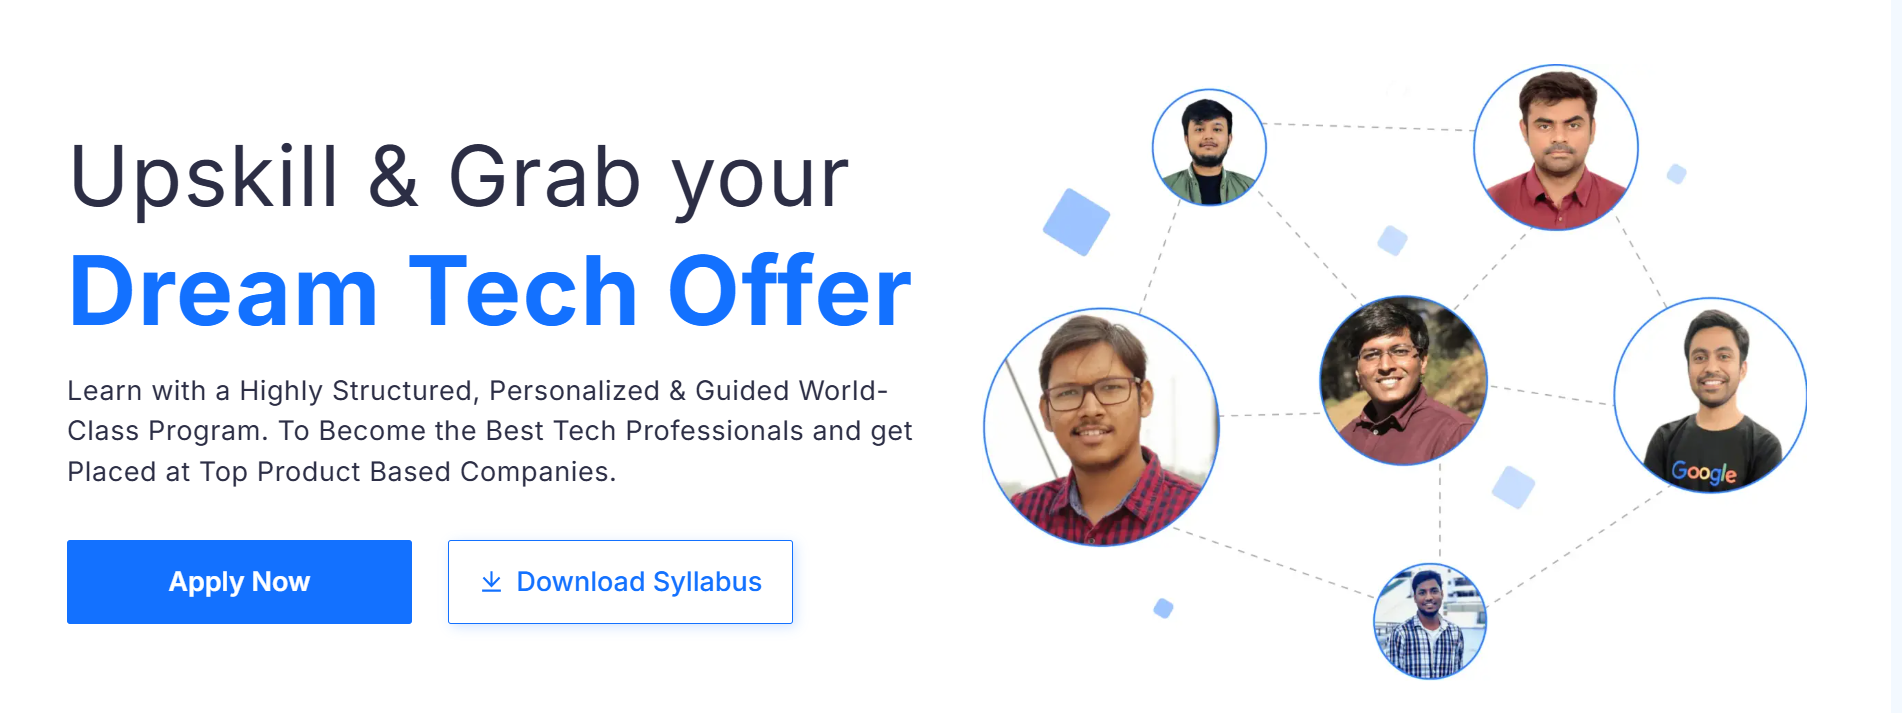 Upskill & Grab your
Dream Tech Offer
Learn with a Highly Structured, Personalized & Guided World-
Class Program. To Become the Best Tech Professionals and get
Placed at Top Product Based Companies.
Apply Now
Download Syllabus
Google